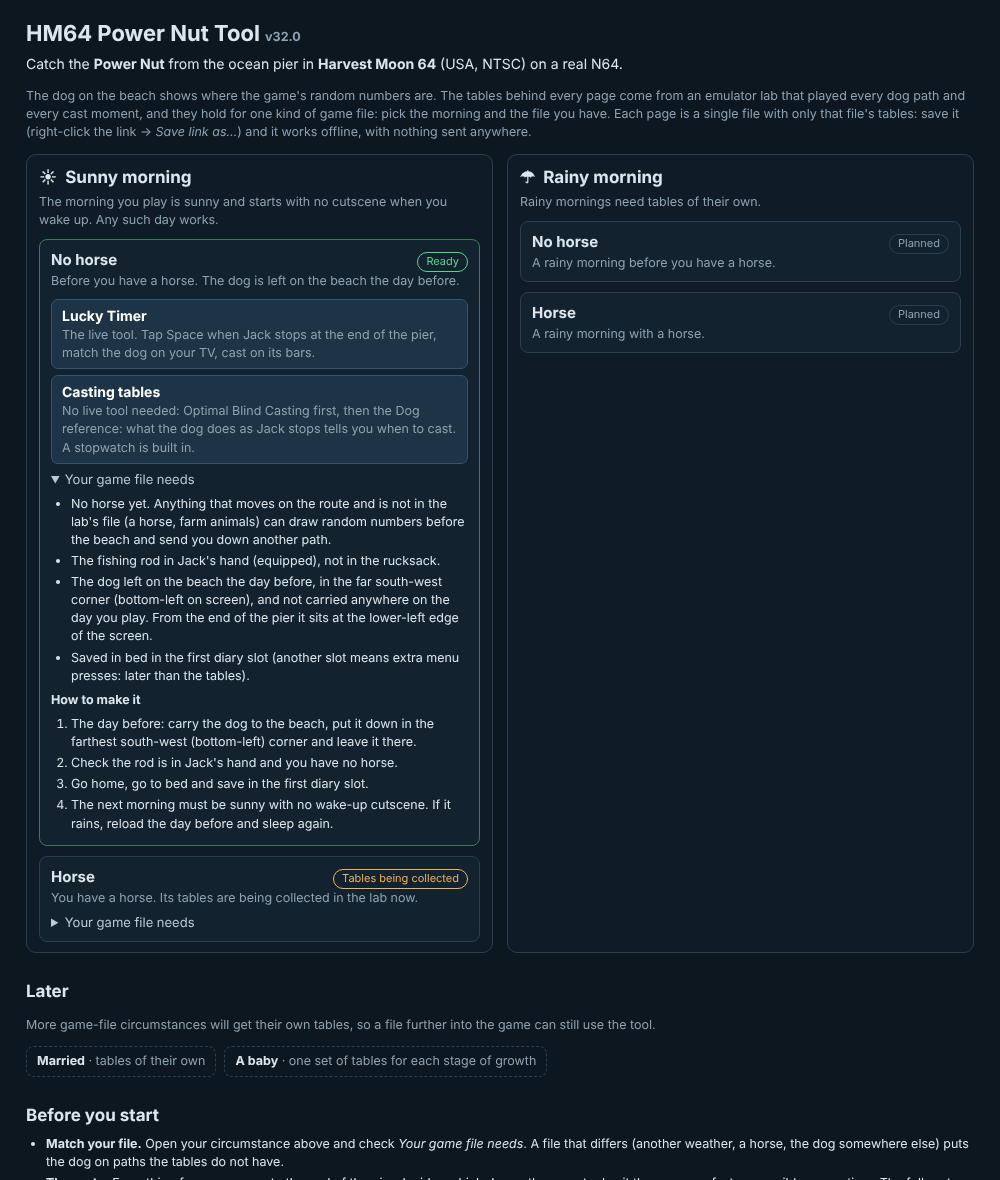 HM64 Power Nut Tool v32.0
Catch the Power Nut from the ocean pier in Harvest Moon 64 (USA, NTSC) on a real N64.
The dog on the beach shows where the game's random numbers are. The tables behind every page come from an emulator lab that played every dog path and
every cast moment, and they hold for one kind of game file: pick the morning and the file you have. Each page is a single file with only that file's tables: save it
(right-click the link → Save link as...) and it works offline, with nothing sent anywhere.
☀ Sunny morning
The morning you play is sunny and starts with no cutscene when you
wake up. Any such day works.
No horse
Ready
Before you have a horse. The dog is left on the beach the day before.
Lucky Timer
The live tool. Tap Space when Jack stops at the end of the pier,
match the dog on your TV, cast on its bars.
Casting tables
No live tool needed: Optimal Blind Casting first, then the Dog
reference: what the dog does as Jack stops tells you when to cast.
A stopwatch is built in.
▼ Your game file needs
• No horse yet. Anything that moves on the route and is not in the
lab's file (a horse, farm animals) can draw random numbers before
the beach and send you down another path.
• The fishing rod in Jack's hand (equipped), not in the rucksack.
• The dog left on the beach the day before, in the far south-west
corner (bottom-left on screen), and not carried anywhere on the
day you play. From the end of the pier it sits at the lower-left edge
of the screen.
• Saved in bed in the first diary slot (another slot means extra menu
presses: later than the tables).
How to make it
1. The day before: carry the dog to the beach, put it down in the
farthest south-west (bottom-left) corner and leave it there.
2. Check the rod is in Jack's hand and you have no horse.
3. Go home, go to bed and save in the first diary slot.
4. The next morning must be sunny with no wake-up cutscene. If it
rains, reload the day before and sleep again.
Horse
Tables being collected
You have a horse. Its tables are being collected in the lab now.
▶ Your game file needs
☂ Rainy morning
Rainy mornings need tables of their own.
No horse
Planned
A rainy morning before you have a horse.
Horse
Planned
A rainy morning with a horse.
Later
More game-file circumstances will get their own tables, so a file further into the game can still use the tool.
Married · tables of their own
A baby · one set of tables for each stage of growth
Before you start
• Match your file. Open your circumstance above and check Your game file needs. A file that differs (another weather, a horse, the dog somewhere else) puts
the dog on paths the tables do not have.